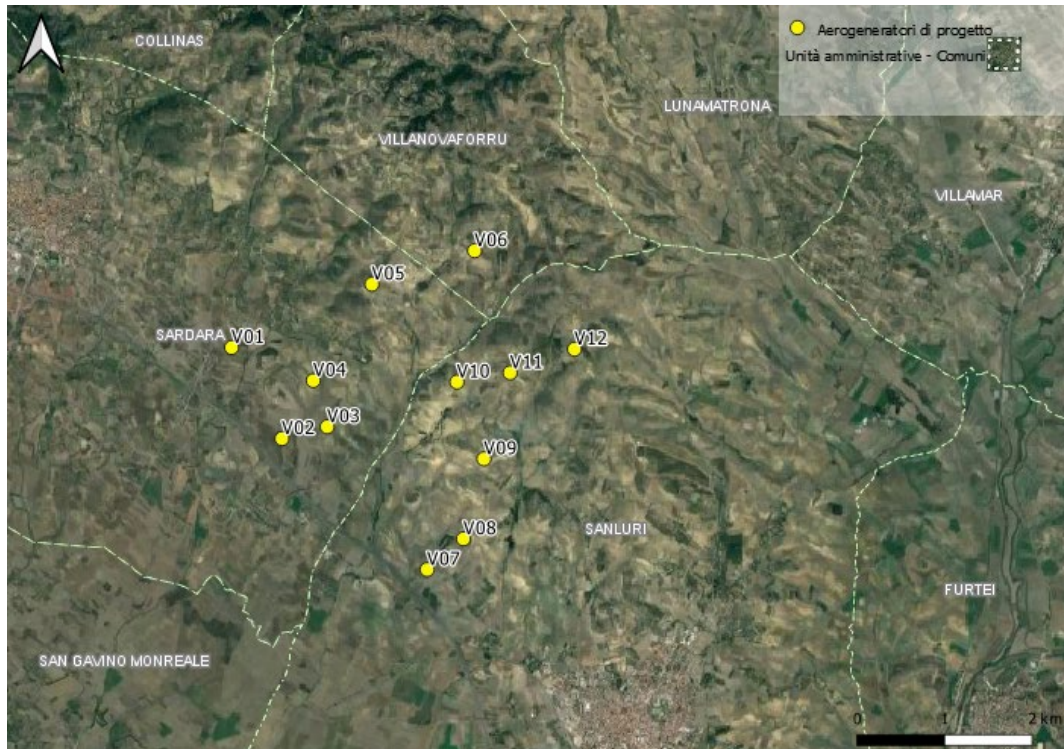 COLLINAS
Aerogeneratori di progetto
Unità amministrative - Comuni
LUNAMATRONA
VILLANOVAFORRU
VILLAMAR
V06
V05
SARDARA
V01
V12
V11
V10
V04
V03
V02
V09
V08
SANLURI
V07
FURTEI
SAN GAVINO MONREALE
0 1 2 km